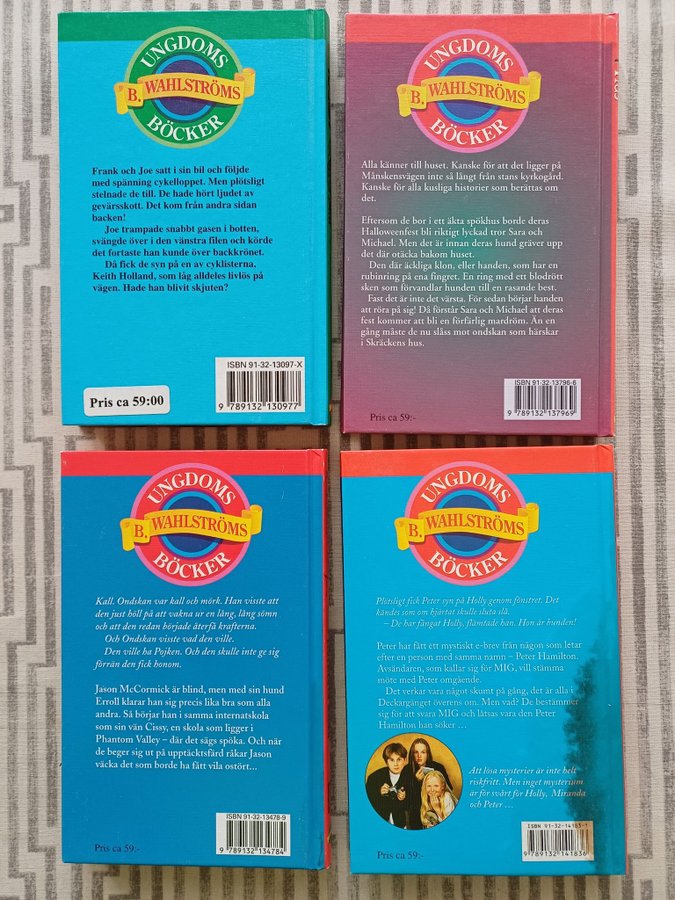 UNGDOMS
B. WAHLSTRÖMS
BÖCKER
Frank och Joe satt i sin bil och följde
med spänning cykelloppet. Men plötsligt
stelnade de till. De hade hört ljudet av
gevärsskott. Det kom från andra sidan
backen!
Joe trampade snabbt gasen i botten,
svängde över i den vänstra filen och körde
det fortaste han kunde över backkrönet.
Då fick de syn på en av cyklisterna,
Keith Holland, som låg alldeles livlös på
vägen. Hade han blivit skjuten?
ISBN 91-32-13097-X
9 789132 130977
Pris ca 59:00
UNGDOMS
B. WAHLSTRÖMS
BÖCKER
Alla känner till huset. Kanske för att det ligger på
Månskensvägen inte så långt från stans kyrkogård.
Kanske för alla kusliga historier som berättas om
det.
Eftersom de bor i ett äkta spökhus borde deras
Halloweenfest bli riktigt lyckad tror Sara och
Michael. Men det är innan deras hund gräver upp
det där otäcka bakom huset.
Den där äckliga klon, eller handen, som har en
rubinring på ena fingret. En ring med ett blodrött
sken som förvandlar hunden till en rasande best.
Fast det är inte det värsta. För sedan börjar handen
att röra på sig! Då förstår Sara och Michael att deras
fest kommer att bli en förfärlig mardröm. Än en
gång måste de nu slåss mot ondskan som härskar
i Skräckens hus.
ISBN 91-32-13796-6
9 789132 137969
Pris ca 59:-
UNGDOMS
B. WAHLSTRÖMS
BÖCKER
Kall. Ondskan var kall och mörk. Han visste att
den just höll på att vakna ur en lång, lång sömn
och att den redan började återfå krafterna.
Och Ondskan visste vad den ville.
Den ville ha Pojken. Och den skulle inte ge sig
förrän den fick honom.
Jason McCormick är blind, men med sin hund
Erroll klarar han sig precis lika bra som alla
andra. Så börjar han i samma internatskola
som sin vän Cissy, en skola som ligger i
Phantom Valley – där det sägs spöka. Och när
de beger sig ut på upptäcktsfärd råkar Jason
väcka det som borde ha fått vila ostört...
ISBN 91-32-13478-9
9 789132 134784
Pris ca 59:-
UNGDOMS
B. WAHLSTRÖMS
BÖCKER
Plötsligt fick Peter syn på Holly genom fönstret. Det
kändes som om hjärtat skulle sluta slå.
– De har fångat Holly, flämtade han. Hon är bunden!
Peter har fått ett mystiskt e-brev från någon som letar
efter en person med samma namn – Peter Hamilton.
Avsändaren, som kallar sig för MIG, vill stämma
möte med Peter omgående.
Det verkar vara något skumt på gång, det är alla i
Deckargänget överens om. Men vad? De bestämmer
sig för att svara MIG och låtsas vara den Peter
Hamilton han söker ...
Att lösa mysterier är inte helt
riskfritt. Men inget mysterium
är för svårt för Holly, Miranda
och Peter ...
ISBN 91-32-14183-1
9 789132 141836
Pris ca 59:-